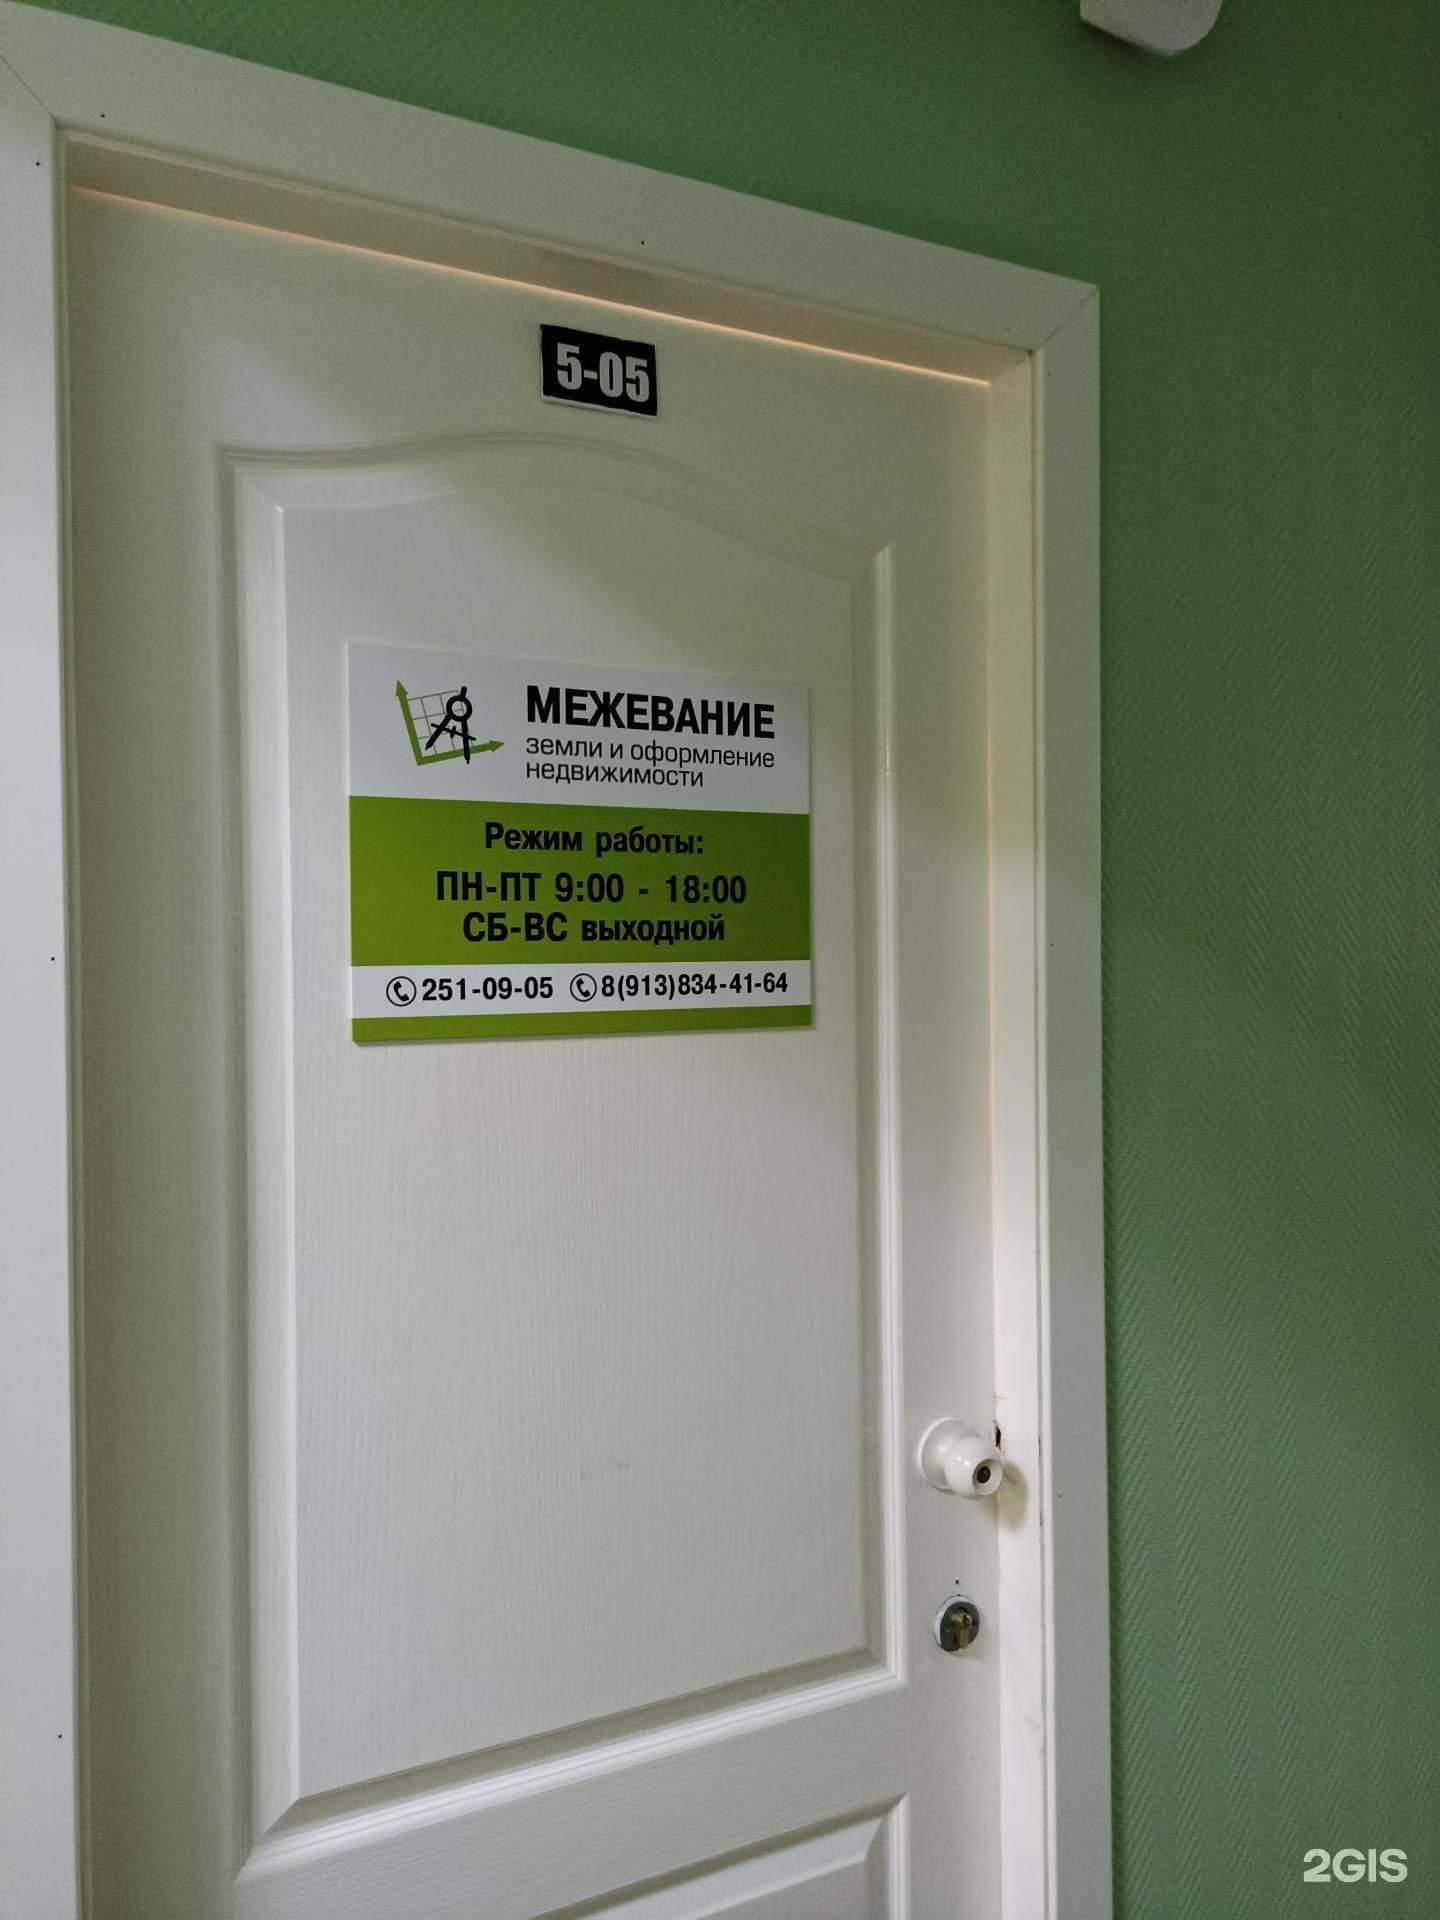 5-05
МЕЖЕВАНИЕ
земли и оформление
недвижимости
Режим работы:
ПН-ПТ 9:00 - 18:00
СБ-ВС выходной
251-09-05 8(913)834-41-64
2GIS